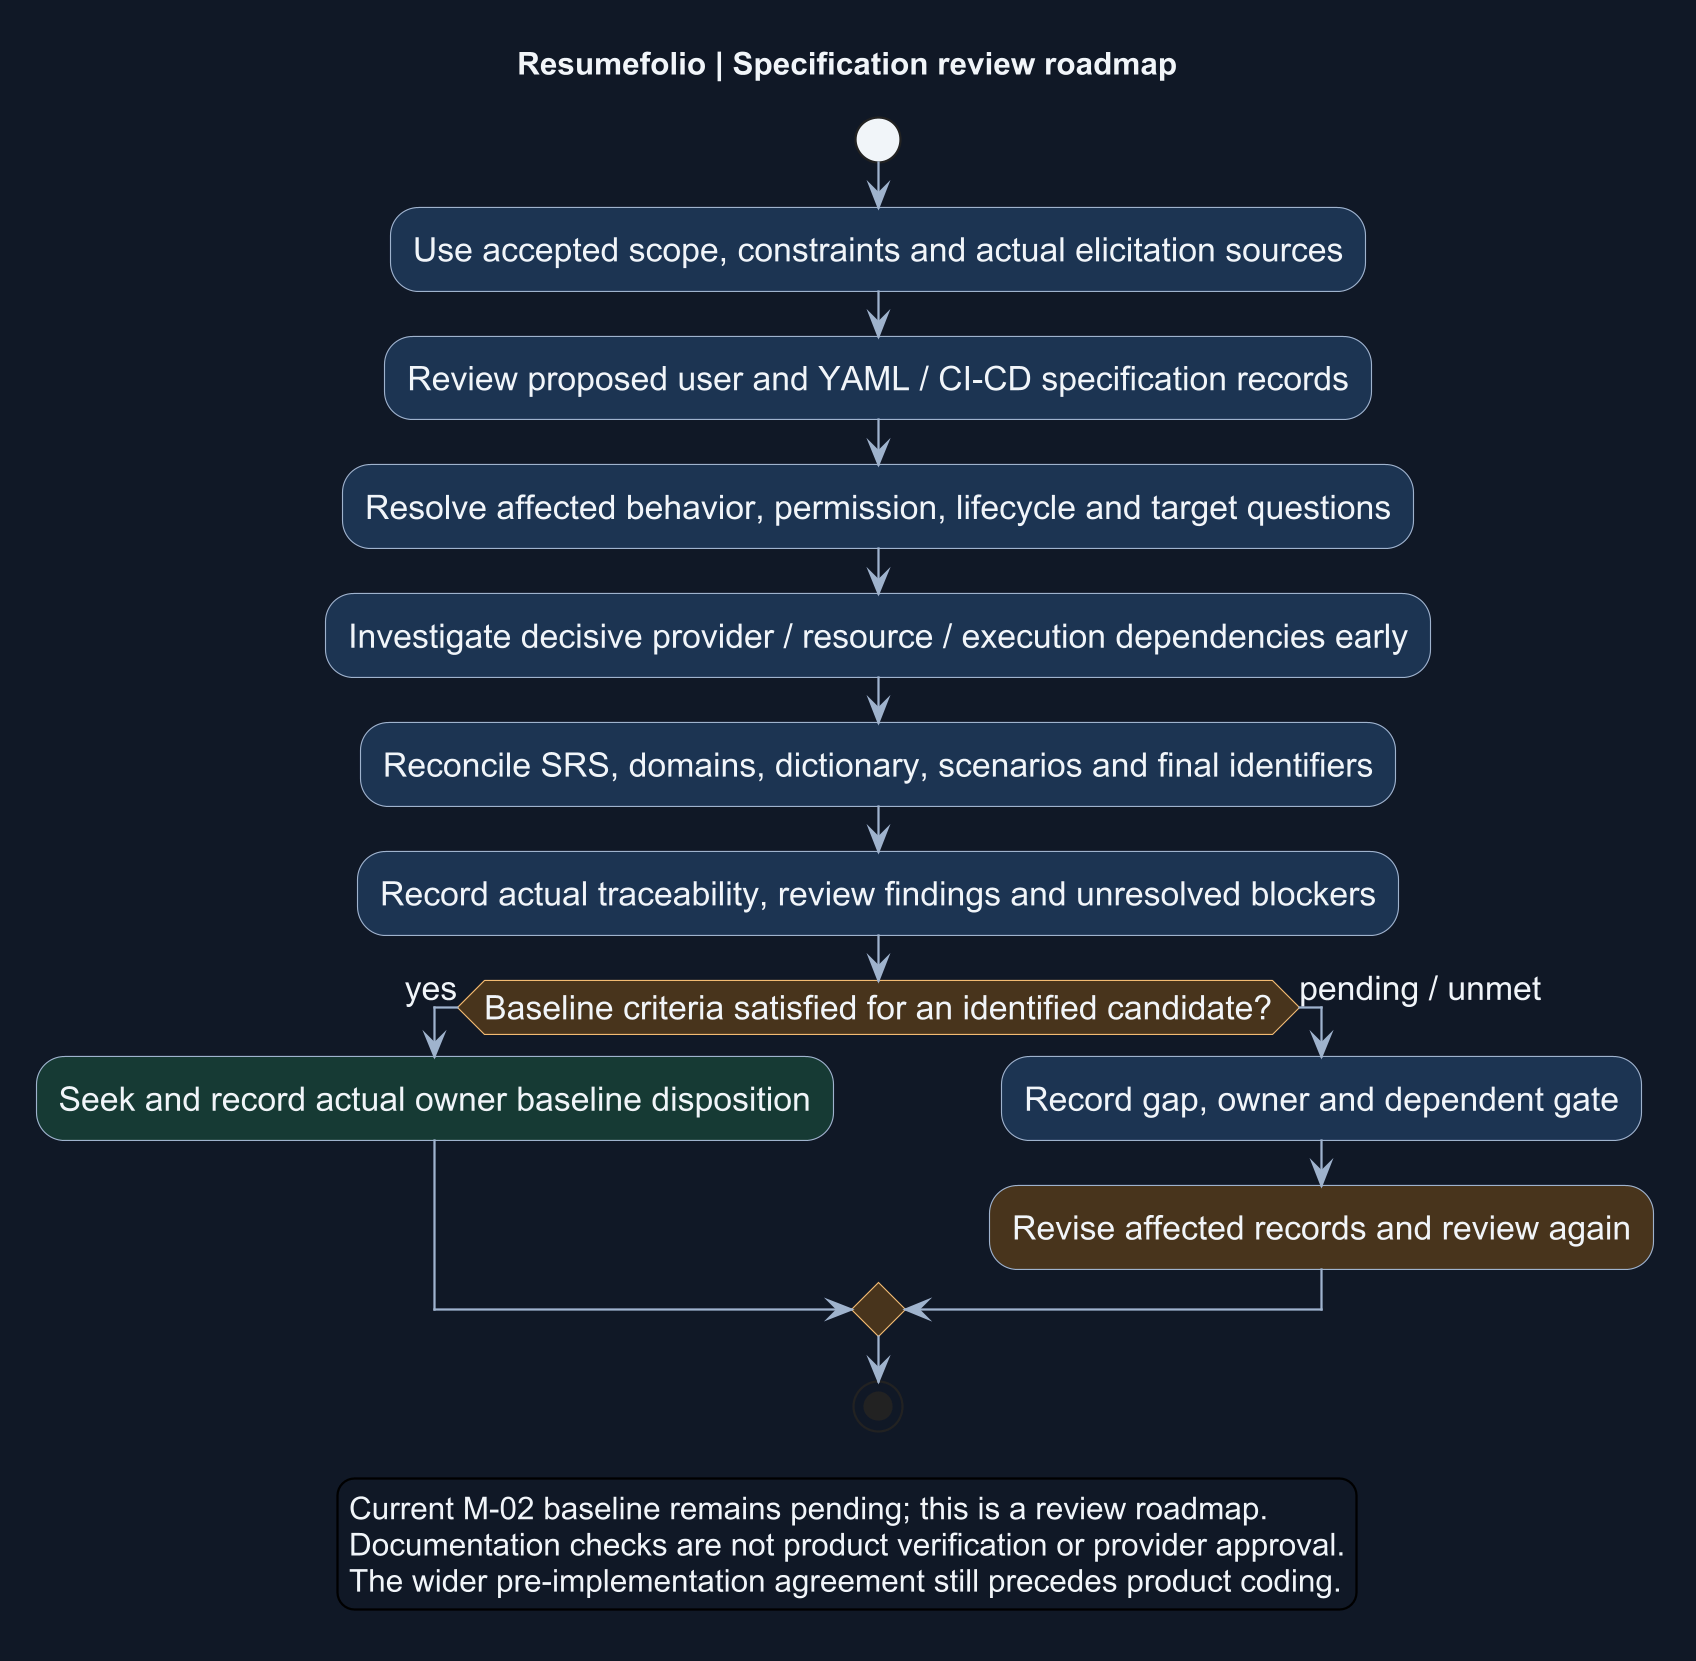 Resumefolio | Specification review roadmap
Use accepted scope, constraints and actual elicitation sources
Review proposed user and YAML / CI-CD specification records
Resolve affected behavior, permission, lifecycle and target questions
Investigate decisive provider / resource / execution dependencies early
Reconcile SRS, domains, dictionary, scenarios and final identifiers
Record actual traceability, review findings and unresolved blockers
yes
Baseline criteria satisfied for an identified candidate?
pending / unmet
Seek and record actual owner baseline disposition
Record gap, owner and dependent gate
Revise affected records and review again
Current M-02 baseline remains pending; this is a review roadmap.
Documentation checks are not product verification or provider approval.
The wider pre-implementation agreement still precedes product coding.